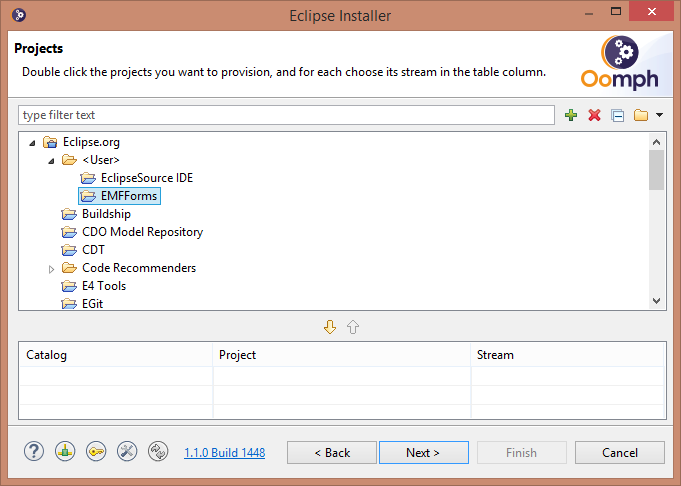 Eclipse Installer
Projects
Double click the projects you want to provision, and for each choose its stream in the table column.
Oomph
type filter text
Eclipse.org
<User>
EclipseSource IDE
EMFForms
Buildship
CDO Model Repository
CDT
Code Recommenders
E4 Tools
EGit
Catalog Project Stream
? 1.1.0 Build 1448 < Back Next > Finish Cancel